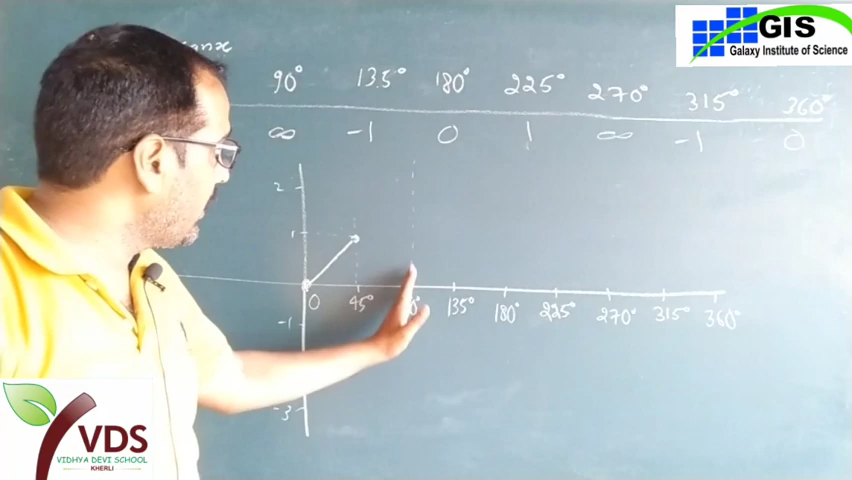 GIS
Galaxy Institute of Science
90° 135° 180° 225° 270° 315° 360°
∞ -1 0 1 ∞ -1 0
2
1
0 45° 135° 180° 225° 270° 315° 360°
-1
-3
VDS
VIDHYA DEVI SCHOOL
KHERLI